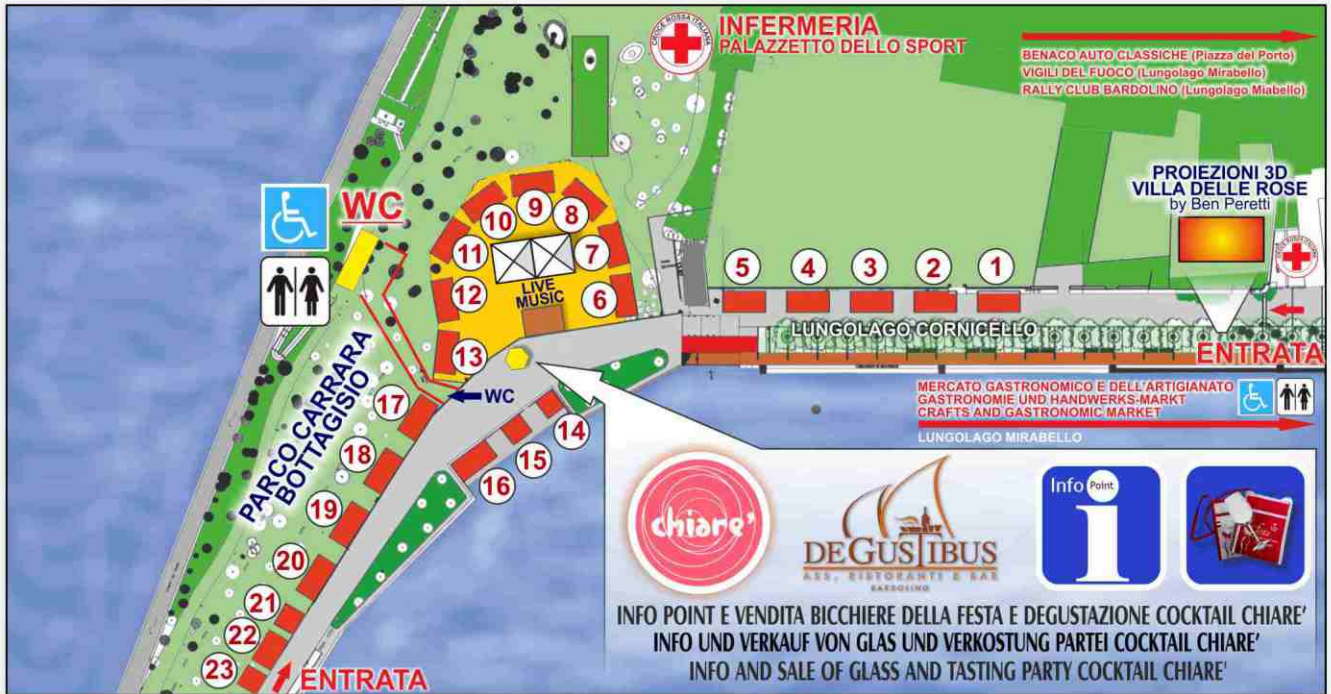 CROCE ROSSA ITALIANA
INFERMERIA
PALAZZETTO DELLO SPORT
BENACO AUTO CLASSICHE (Piazza del Porto)
VIGILI DEL FUOCO (Lungolago Mirabello)
RALLY CLUB BARDOLINO (Lungolago Miabello)
PROIEZIONI 3D
VILLA DELLE ROSE
by Ben Peretti
WC
10
9
8
11
7
12
6
LIVE
MUSIC
13
5
4
3
2
1
LUNGOLAGO CORNICELLO
ENTRATA
WC
PARCO CARRARA
BOTTAGISIO
17
18
19
20
21
22
23
14
15
16
ENTRATA
MERCATO GASTRONOMICO E DELL'ARTIGIANATO
GASTRONOMIE UND HANDWERKS-MARKT
CRAFTS AND GASTRONOMIC MARKET
LUNGOLAGO MIRABELLO
chiare'
DEGUSTIBUS
ASS. RISTORANTI E BAR
BARDOLINO
Info Point
i
INFO POINT E VENDITA BICCHIERE DELLA FESTA E DEGUSTAZIONE COCKTAIL CHIARE'
INFO UND VERKAUF VON GLAS UND VERKOSTUNG PARTEI COCKTAIL CHIARE'
INFO AND SALE OF GLASS AND TASTING PARTY COCKTAIL CHIARE'